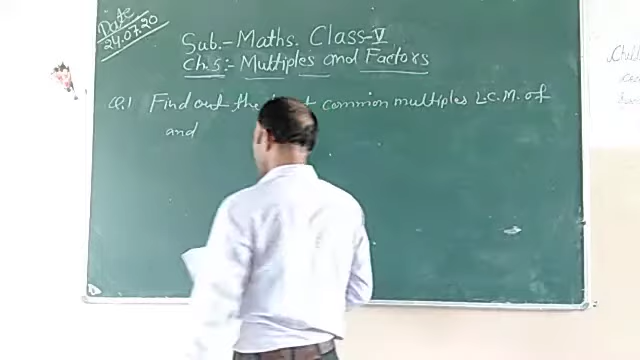 Date
24.07.20
Sub.- Maths. Class-V
Ch.5:- Multiples and Factors
Q.1 Find out the common multiples L.C.M. of
and